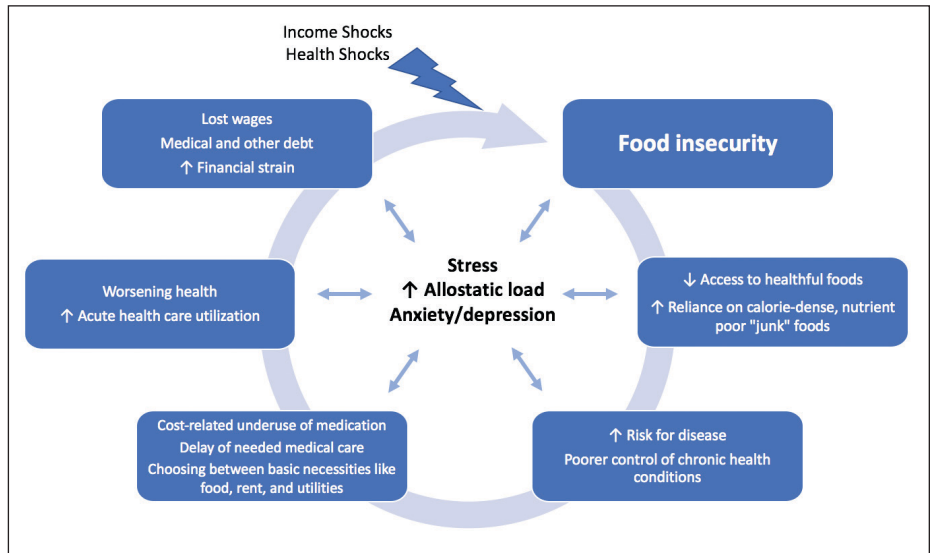 Income Shocks
Health Shocks
Lost wages
Medical and other debt
↑ Financial strain
Food insecurity
Stress
↑ Allostatic load
Anxiety/depression
Worsening health
↑ Acute health care utilization
↓ Access to healthful foods
↑ Reliance on calorie-dense, nutrient
poor "junk" foods
Cost-related underuse of medication
Delay of needed medical care
Choosing between basic necessities like
food, rent, and utilities
↑ Risk for disease
Poorer control of chronic health
conditions